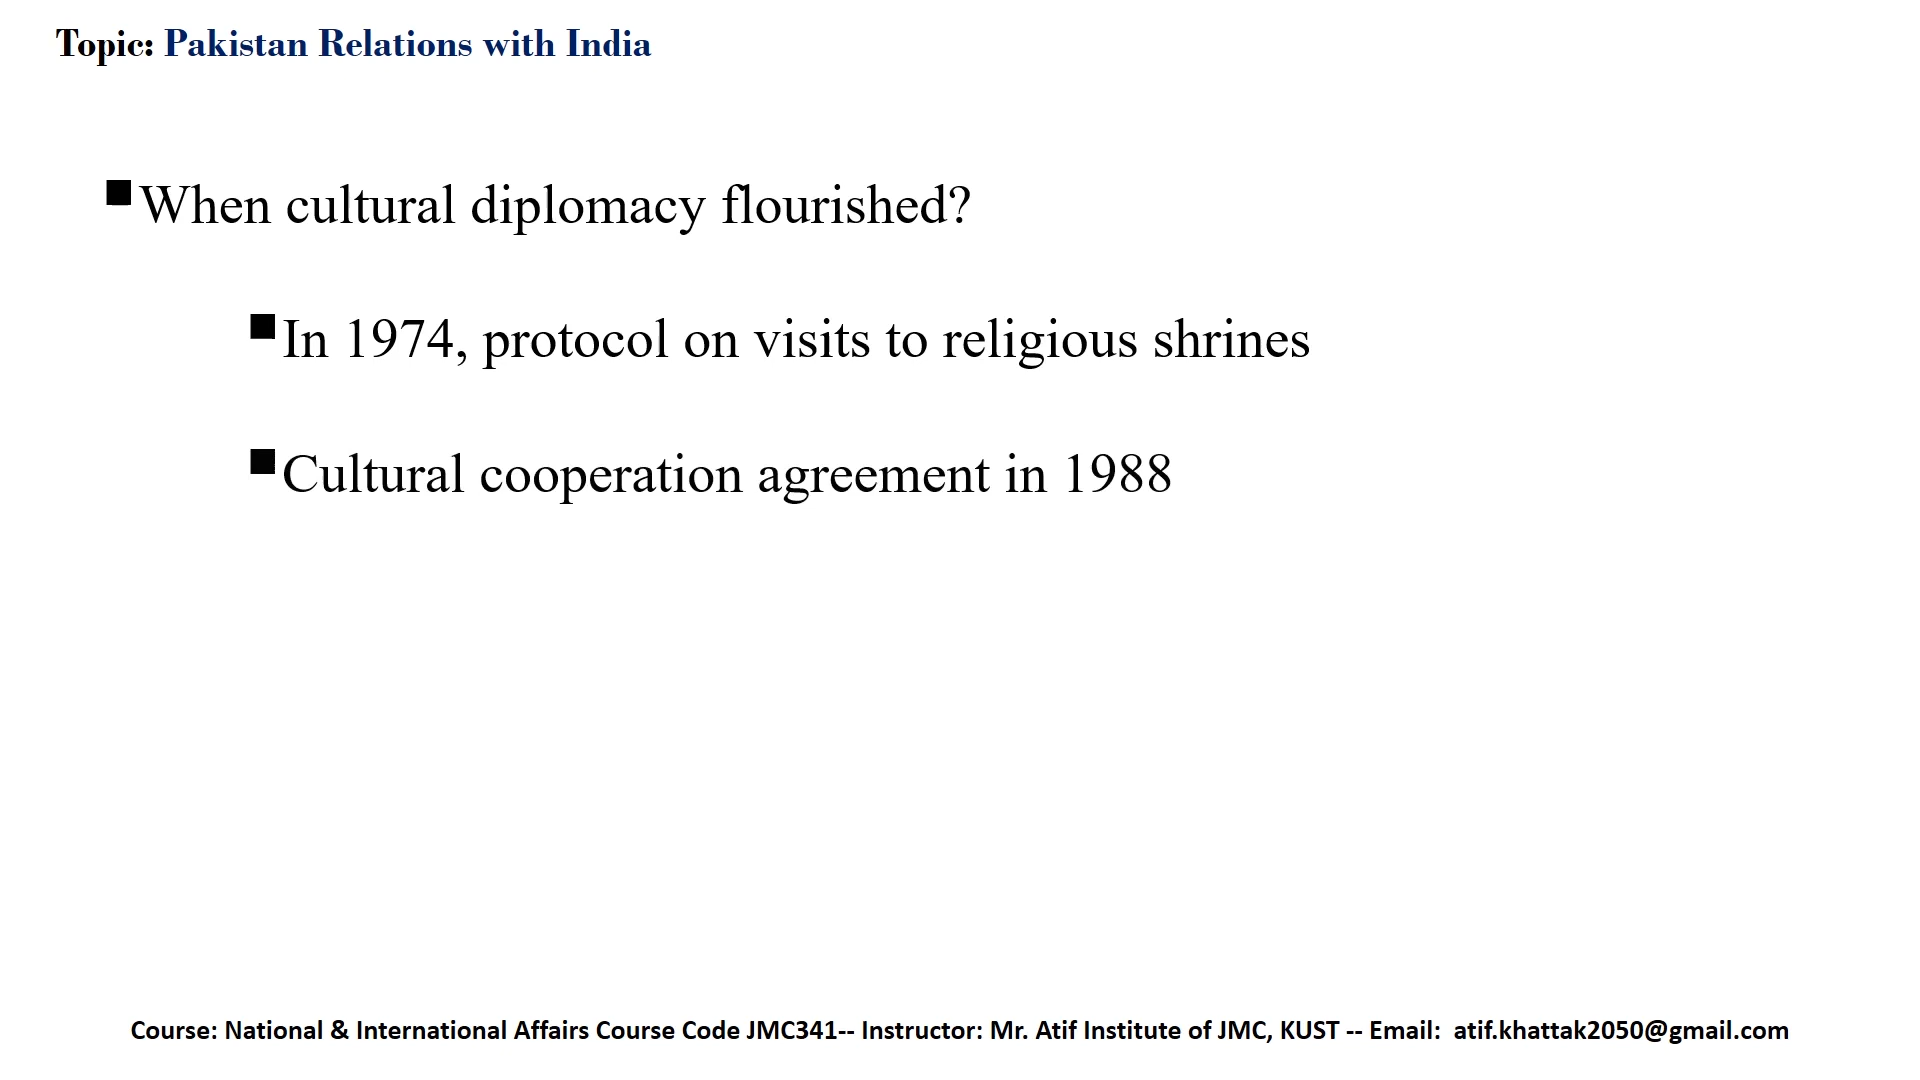 Topic: Pakistan Relations with India
When cultural diplomacy flourished?
In 1974, protocol on visits to religious shrines
Cultural cooperation agreement in 1988
Course: National & International Affairs Course Code JMC341-- Instructor: Mr. Atif Institute of JMC, KUST -- Email:  atif.khattak2050@gmail.com